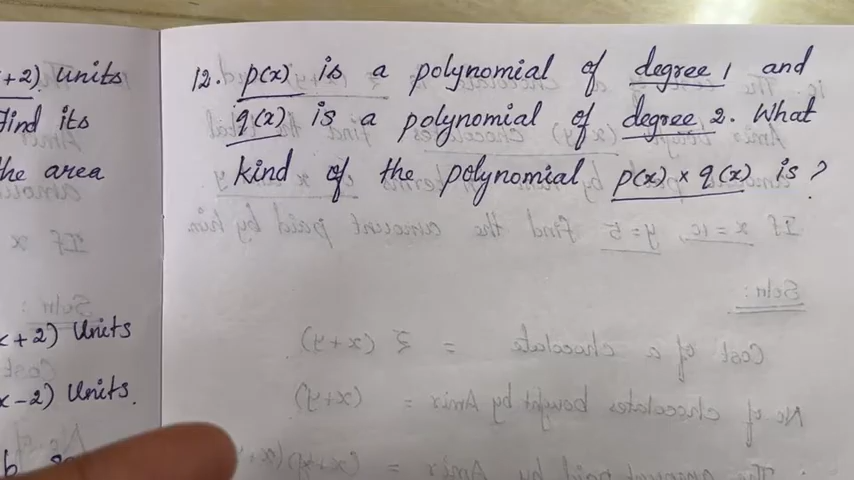 +2) units
find its
the area
x+2) Units
x-2) Units.
12. p(x) is a polynomial of degree 1 and
q(x) is a polynomial of degree 2. What
kind of the polynomial p(x) × q(x) is ?